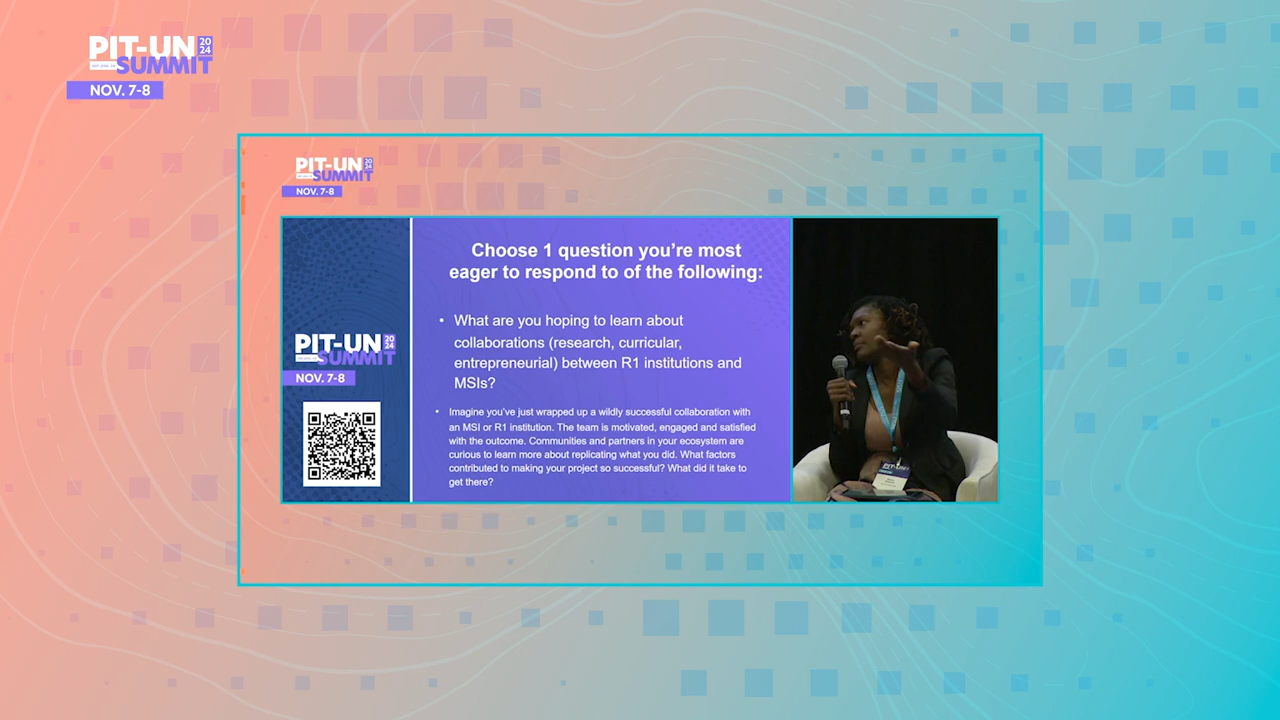 PIT-UN 2024
SUMMIT
NOV. 7-8
PIT-UN 2024
SUMMIT
NOV. 7-8
Choose 1 question you’re most
eager to respond to of the following:
• What are you hoping to learn about
collaborations (research, curricular,
entrepreneurial) between R1 institutions and
MSIs?
• Imagine you’ve just wrapped up a wildly successful collaboration with
an MSI or R1 institution. The team is motivated, engaged and satisfied
with the outcome. Communities and partners in your ecosystem are
curious to learn more about replicating what you did. What factors
contributed to making your project so successful? What did it take to
get there?
PIT-UN 2024
SUMMIT
NOV. 7-8
PIT-UN